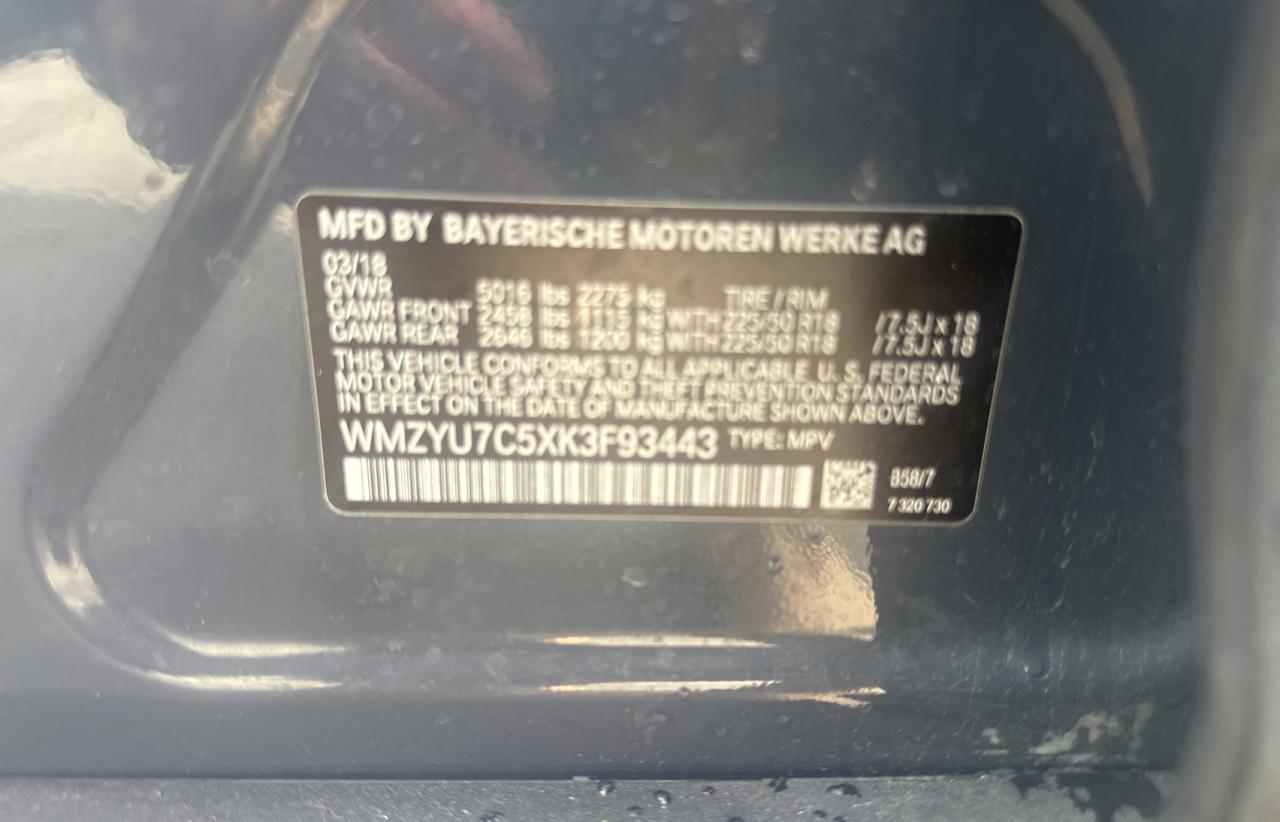 MFD BY BAYERISCHE MOTOREN WERKE AG
03/18
GVWR 5016 lbs 2275 kg TIRE / RIM
GAWR FRONT 2458 lbs 1115 kg WITH 225/50 R18 /7.5J x 18
GAWR REAR 2646 lbs 1200 kg WITH 225/50 R18 /7.5J x 18
THIS VEHICLE CONFORMS TO ALL APPLICABLE U. S. FEDERAL
MOTOR VEHICLE SAFETY AND THEFT PREVENTION STANDARDS
IN EFFECT ON THE DATE OF MANUFACTURE SHOWN ABOVE.
WMZYU7C5XK3F93443 TYPE: MPV
B58/7
7 320 730